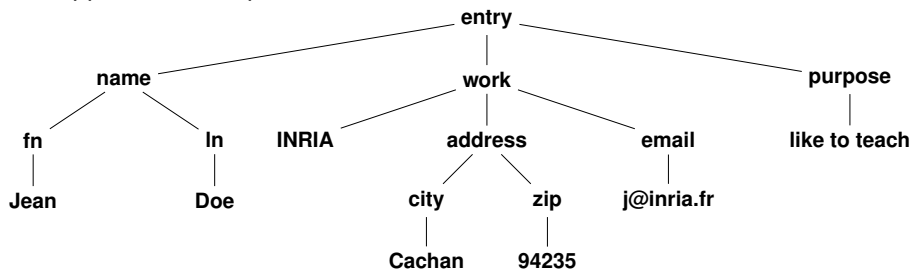 entry
name work purpose
fn ln INRIA address email like to teach
Jean Doe city zip j@inria.fr
Cachan 94235